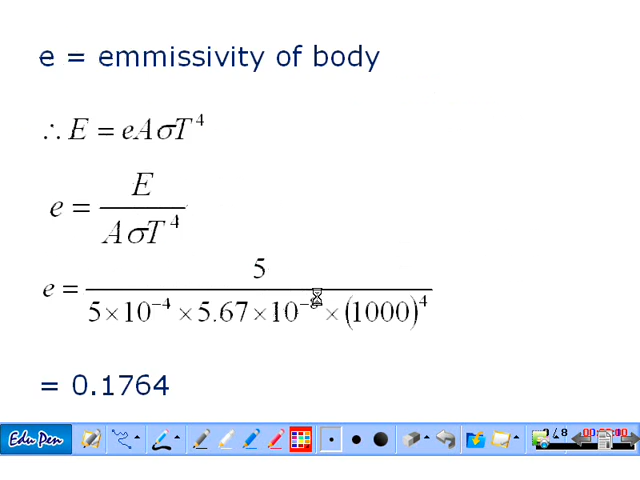 e = emmissivity of body
∴ E = eAσT⁴
e = E / AσT⁴
e = 5 / 5×10⁻⁴ × 5.67×10⁻⁸ × (1000)⁴
= 0.1764
Edu Pen
/ 8